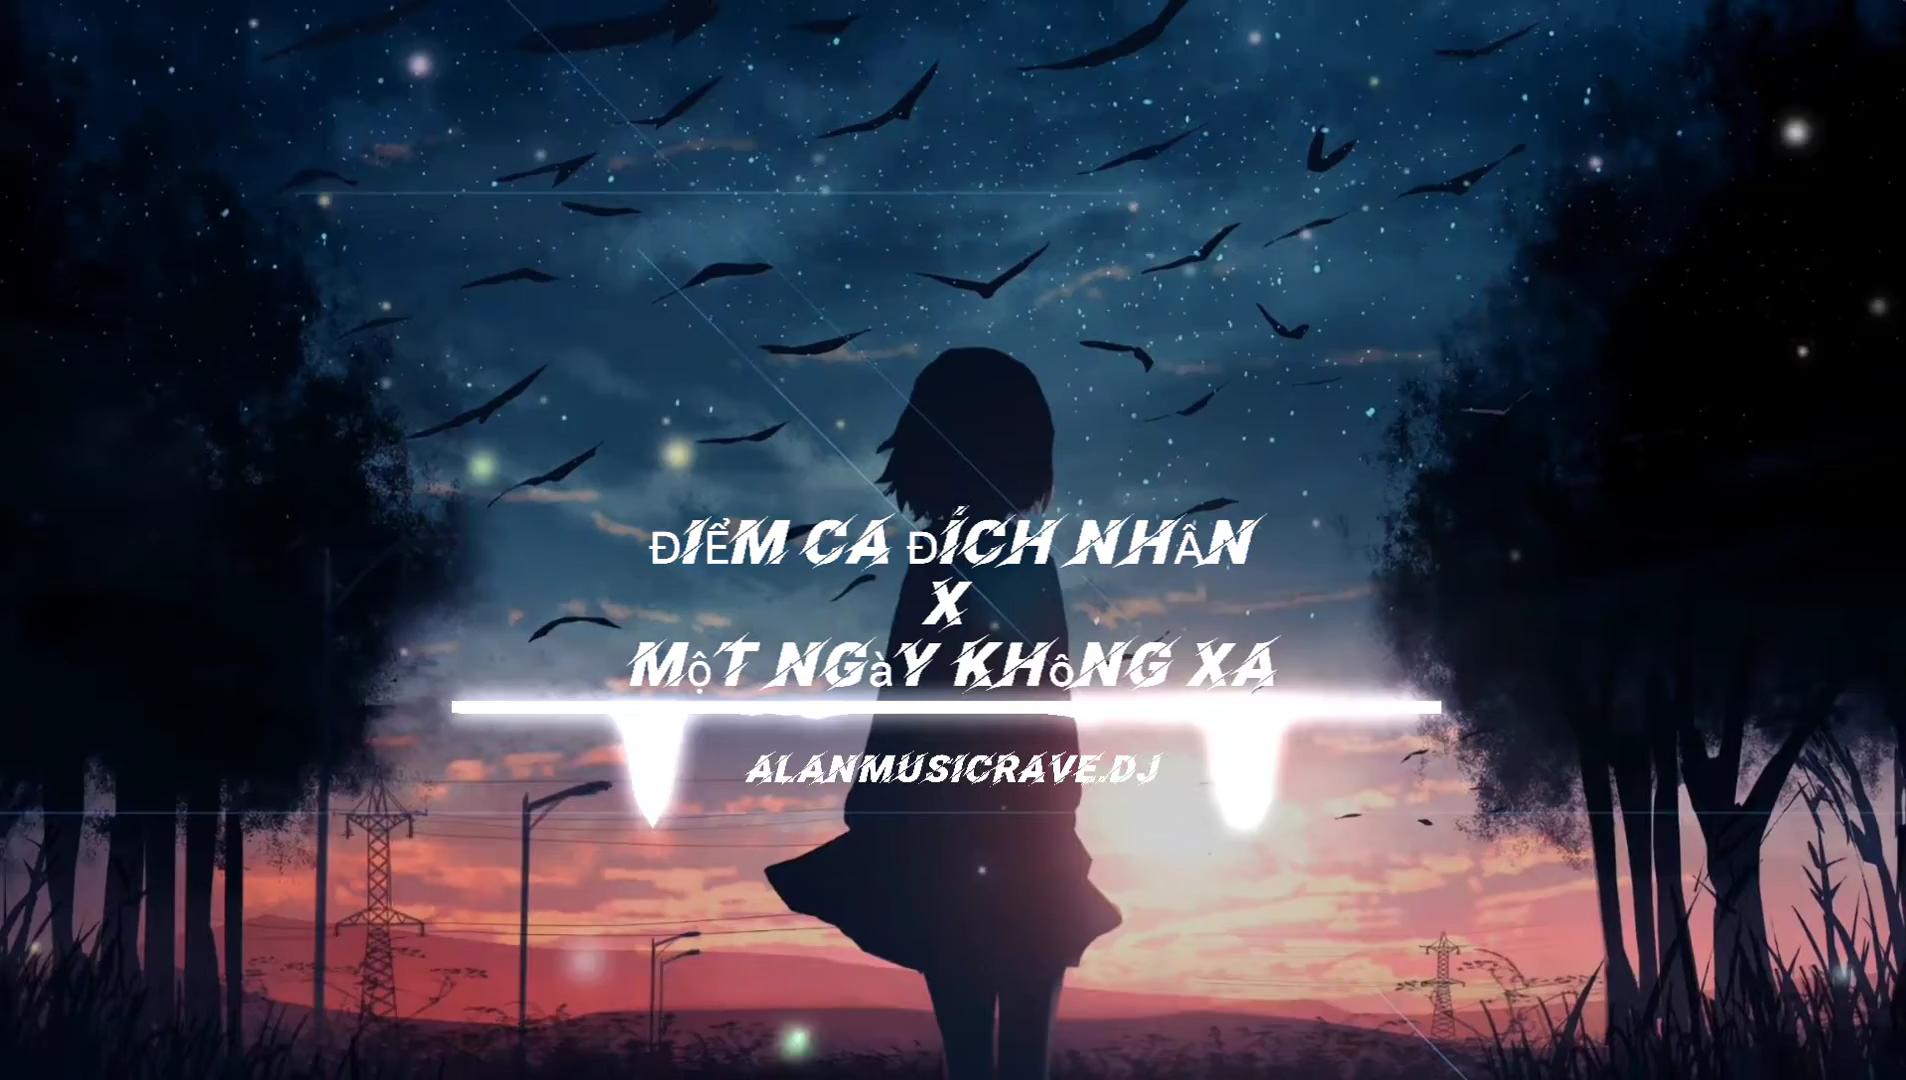 ĐIỂM CA ĐÍCH NHÂN
X
MộT NGàY KHôNG XA
ALANMUSICRAVE.DJ